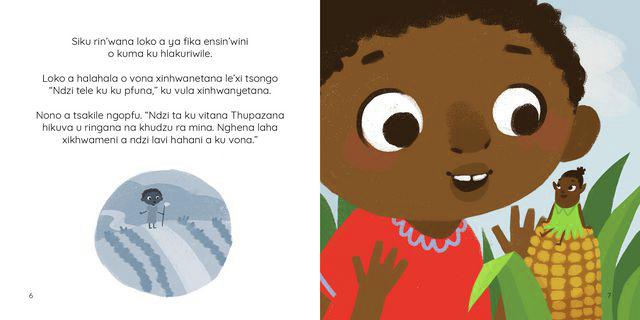 Siku rin’wana loko a ya fika ensin’wini
o kuma ku hlakuriwile.
Loko a halahala o vona xinhwanetana le’xi tsongo
“Ndzi tele ku ku pfuna,” ku vula xinhwanyetana.
Nono a tsakile ngopfu. “Ndzi ta ku vitana Thupazana
hikuva u ringana na khudzu ra mina. Nghena laha
xikhwameni a ndzi lavi hahani a ku vona.”
6
7